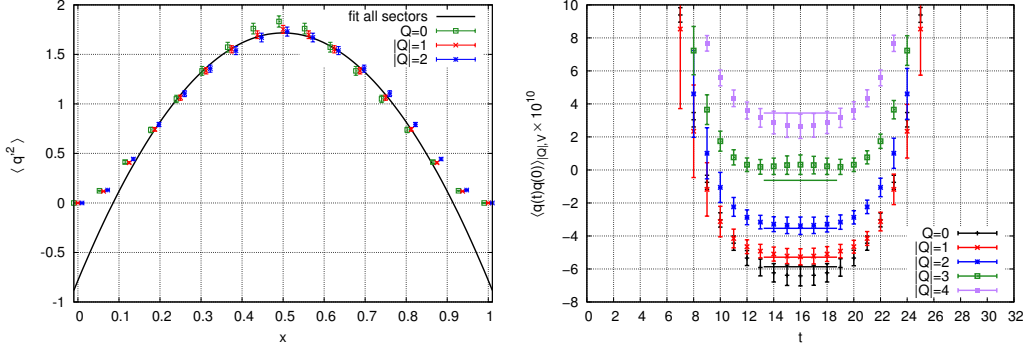 2
1.5
1
0.5
0
-0.5
-1
⟨ q'² ⟩
fit all sectors
Q=0
|Q|=1
|Q|=2
0 0.1 0.2 0.3 0.4 0.5 0.6 0.7 0.8 0.9 1
x
10
8
6
4
2
0
−2
−4
−6
−8
⟨q(t)q(0)⟩|Q|,V × 10¹⁰
Q=0
|Q|=1
|Q|=2
|Q|=3
|Q|=4
0 2 4 6 8 10 12 14 16 18 20 22 24 26 28 30 32
t